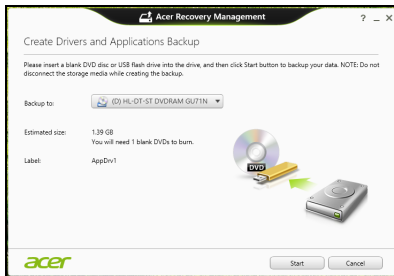 Acer Recovery Management
? _ X
Create Drivers and Applications Backup
Please insert a blank DVD disc or USB flash drive into the drive, and then click Start button to backup your data. NOTE: Do not
disconnect the storage media while creating the backup.
Backup to: (D) HL-DT-ST DVDRAM GU71N
Estimated size: 1.39 GB
You will need 1 blank DVDs to burn.
Label: AppDrv1
DVD
acer Start Cancel